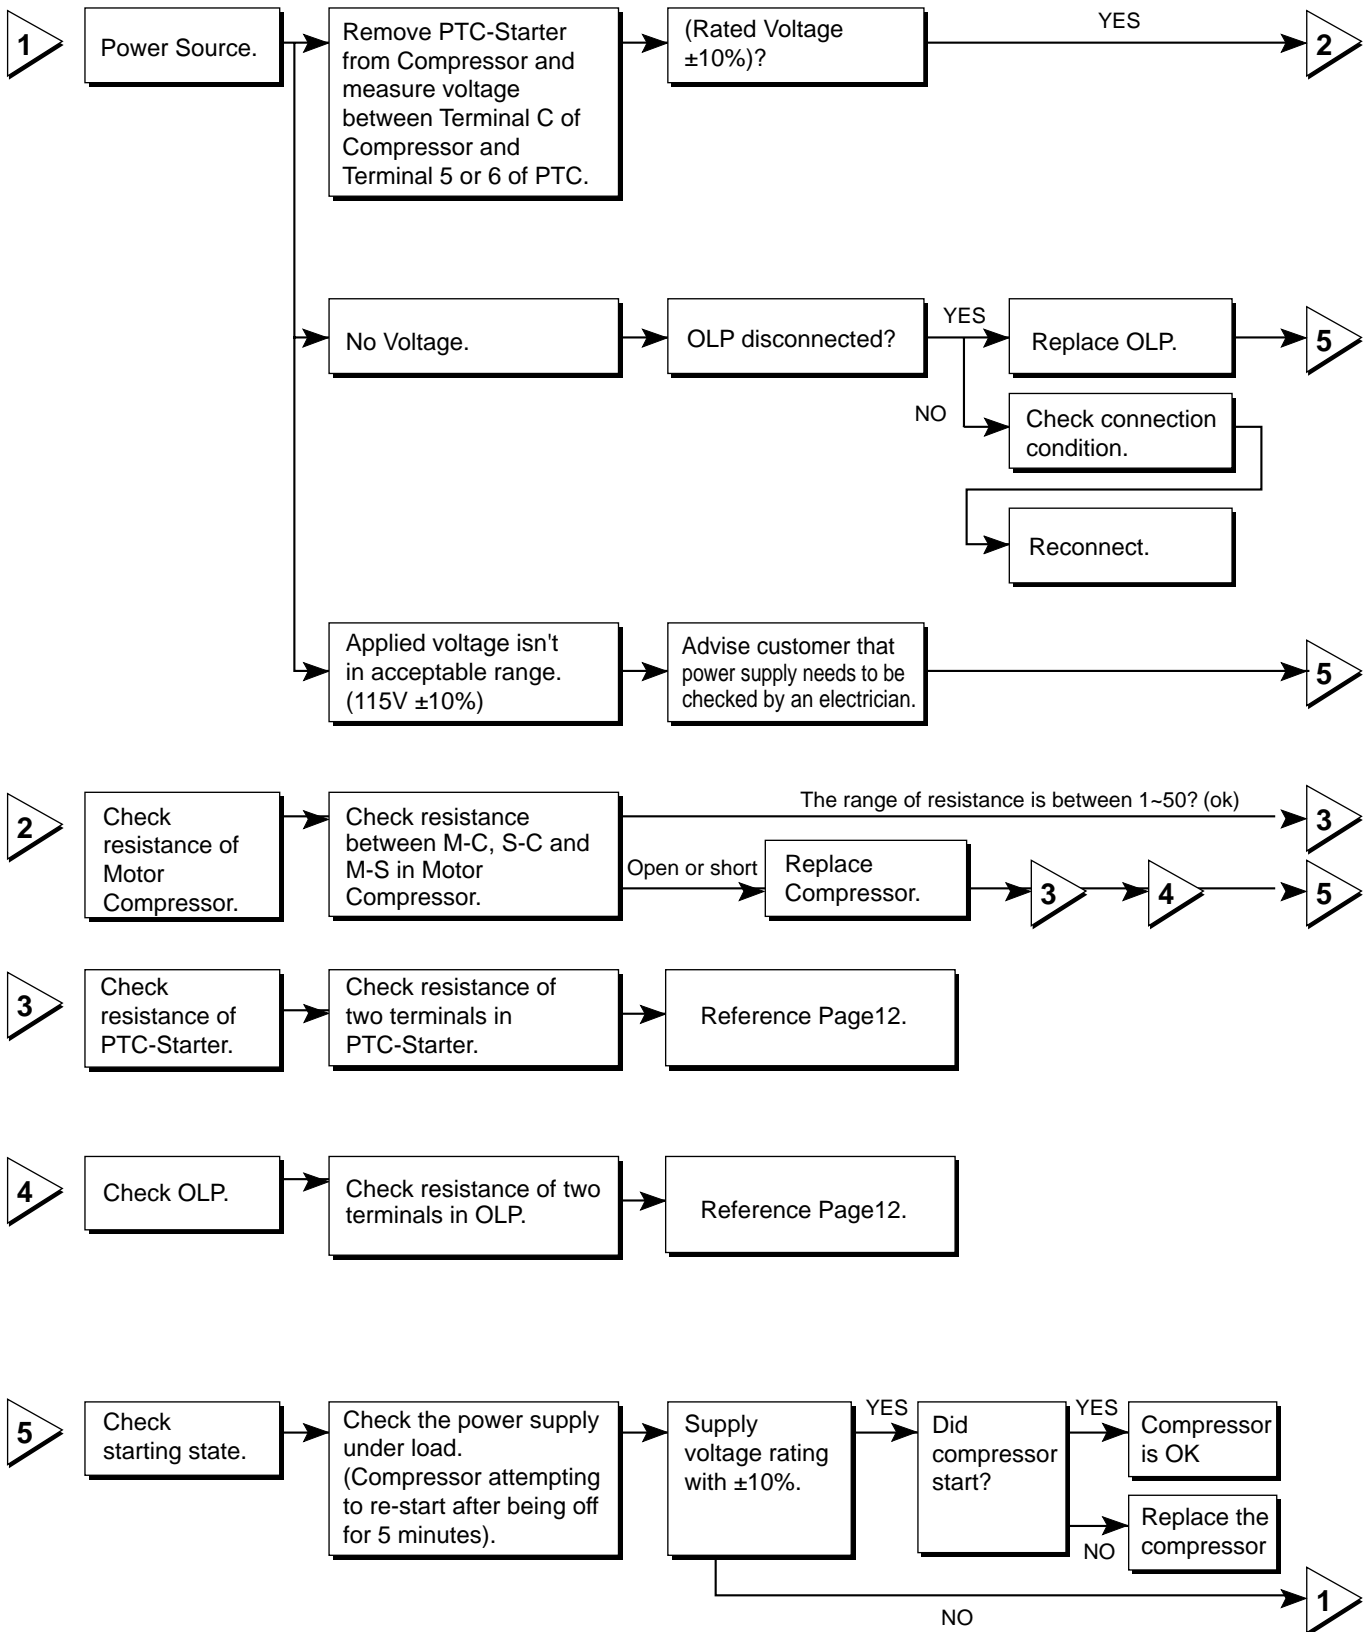 1
Power Source.
Remove PTC-Starter
from Compressor and
measure voltage
between Terminal C of
Compressor and
Terminal 5 or 6 of PTC.
(Rated Voltage
±10%)?
YES
2
No Voltage.
OLP disconnected?
YES
Replace OLP.
5
NO
Check connection
condition.
Reconnect.
Applied voltage isn't
in acceptable range.
(115V ±10%)
Advise customer that
power supply needs to be
checked by an electrician.
5
2
Check
resistance of
Motor
Compressor.
Check resistance
between M-C, S-C and
M-S in Motor
Compressor.
The range of resistance is between 1~50? (ok)
3
Open or short
Replace
Compressor.
3
4
5
3
Check
resistance of
PTC-Starter.
Check resistance of
two terminals in
PTC-Starter.
Reference Page12.
4
Check OLP.
Check resistance of two
terminals in OLP.
Reference Page12.
5
Check
starting state.
Check the power supply
under load.
(Compressor attempting
to re-start after being off
for 5 minutes).
Supply
voltage rating
with ±10%.
YES
Did
compressor
start?
YES
Compressor
is OK
NO
Replace the
compressor
NO
1